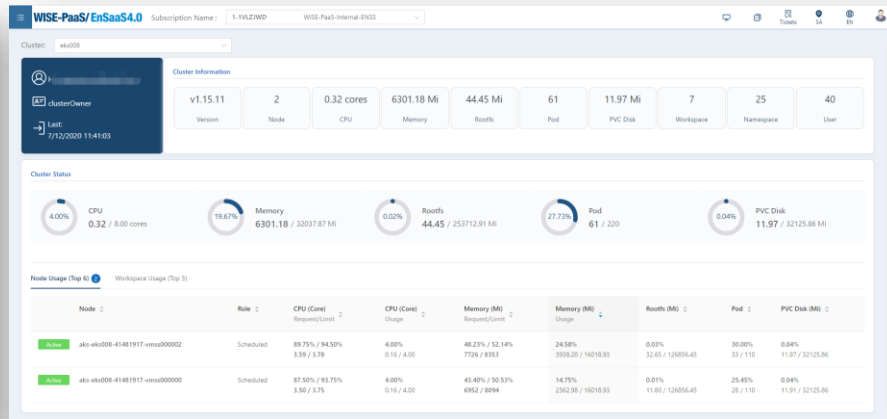 WISE-PaaS/EnSaaS4.0 Subscription Name : 1-1VLZJWD WISE-PaaS-Internal-ENSS
Tickets SA EN
Cluster: eks008
clusterOwner
Last:
7/12/2020 11:41:03
Cluster Information
v1.15.11 2 0.32 cores 6301.18 Mi 44.45 Mi 61 11.97 Mi 7 25 40
Version Node CPU Memory Rootfs Pod PVC Disk Workspace Namespace User
Cluster Status
4.00% CPU 0.32 / 8.00 cores
19.67% Memory 6301.18 / 32037.87 Mi
0.02% Rootfs 44.45 / 253712.91 Mi
27.73% Pod 61 / 220
0.04% PVC Disk 11.97 / 32125.86 Mi
Node Usage (Top 6) 2 Workspace Usage (Top 5)
Node Role CPU (Core) CPU (Core) Memory (Mi) Memory (Mi) Rootfs (Mi) Pod PVC Disk (Mi)
Request/Limit Usage Request/Limit Usage
Active aks-eks008-41481917-vmss000002 Scheduled 89.75% / 94.50% 4.00% 48.23% / 52.14% 24.58% 0.03% 30.00% 0.04%
3.59 / 3.78 0.16 / 4.00 7726 / 8353 3938.20 / 16018.93 32.65 / 126856.45 33 / 110 11.97 / 32125.86
Active aks-eks008-41481917-vmss000000 Scheduled 87.50% / 93.75% 4.00% 43.40% / 50.53% 14.75% 0.01% 25.45% 0.04%
3.50 / 3.75 0.16 / 4.00 6952 / 8094 2362.98 / 16018.93 11.80 / 126856.45 28 / 110 11.91 / 32125.86